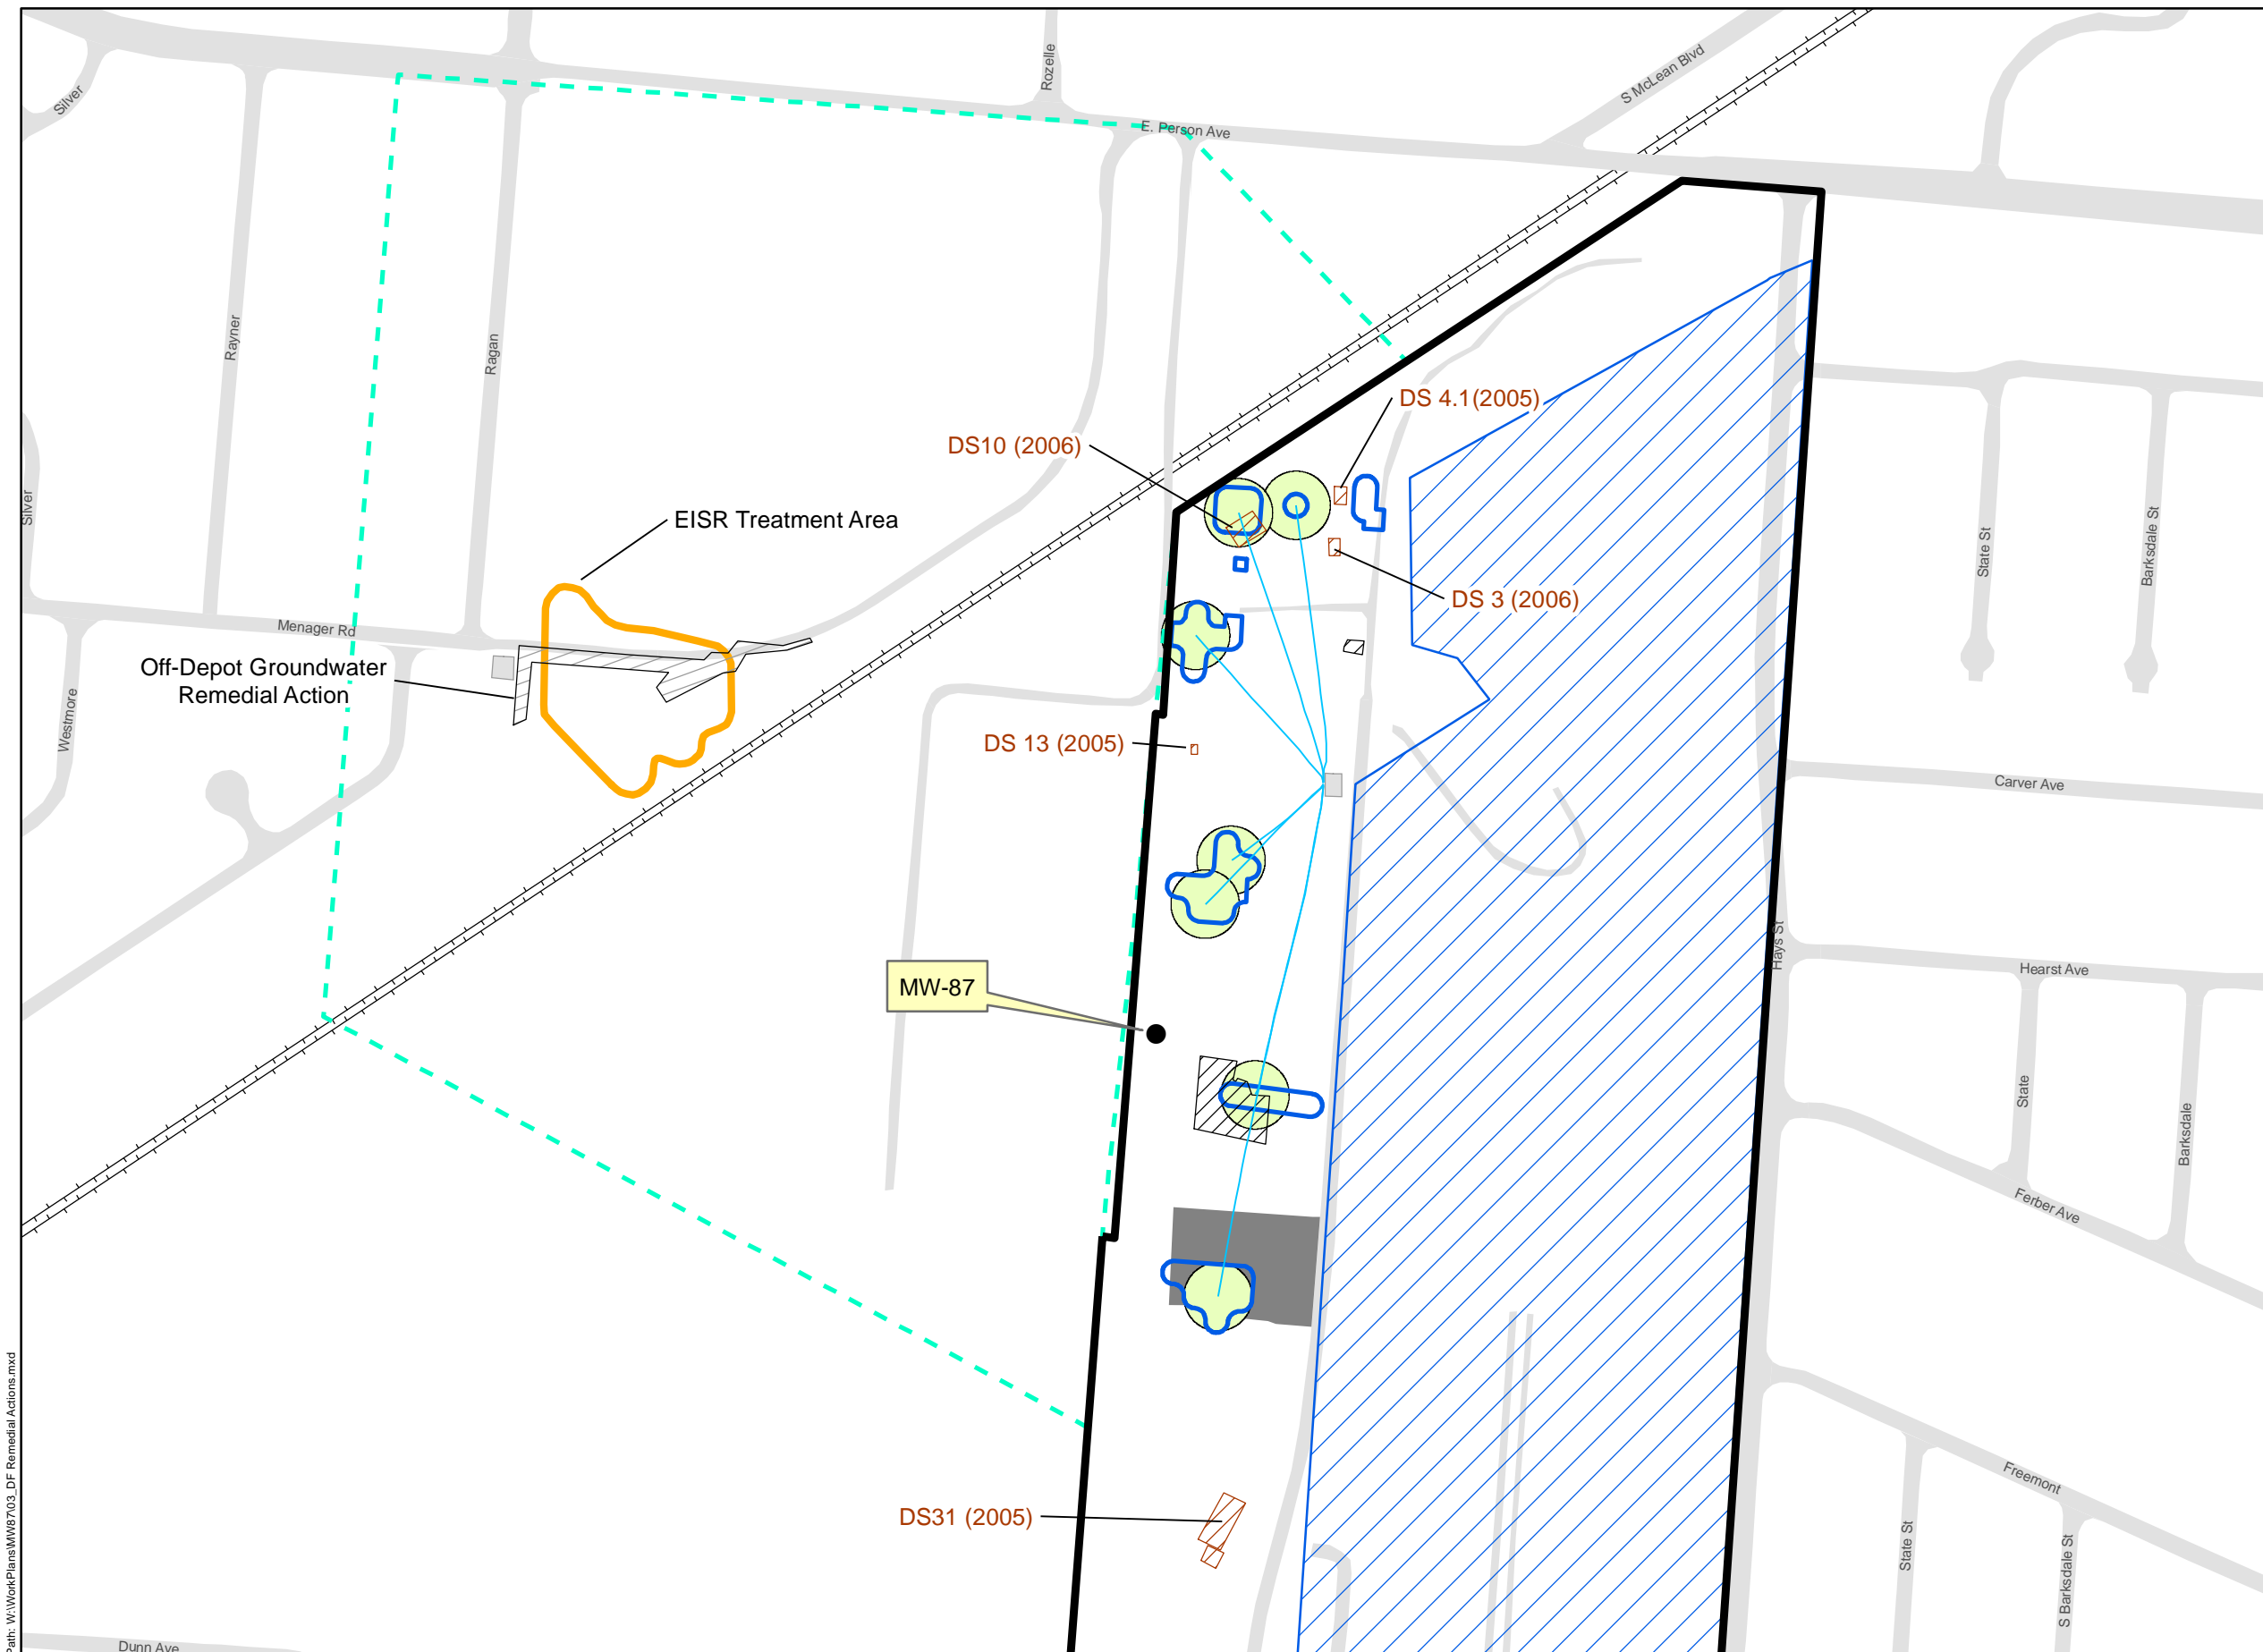 Silver
Rozelle
S McLean Blvd
E. Person Ave
Rayner
Ragan
DS 4.1(2005)
DS10 (2006)
Silver
EISR Treatment Area
State St
Barksdale St
DS 3 (2006)
Menager Rd
Off-Depot Groundwater
Remedial Action
Westmore
DS 13 (2005)
Carver Ave
Hays St
Hearst Ave
MW-87
State
Barksdale
Ferber Ave
Freemont
DS31 (2005)
State St
S Barksdale St
Dunn Ave
Path: W:\WorkPlans\MW87\03_DF Remedial Actions.mxd